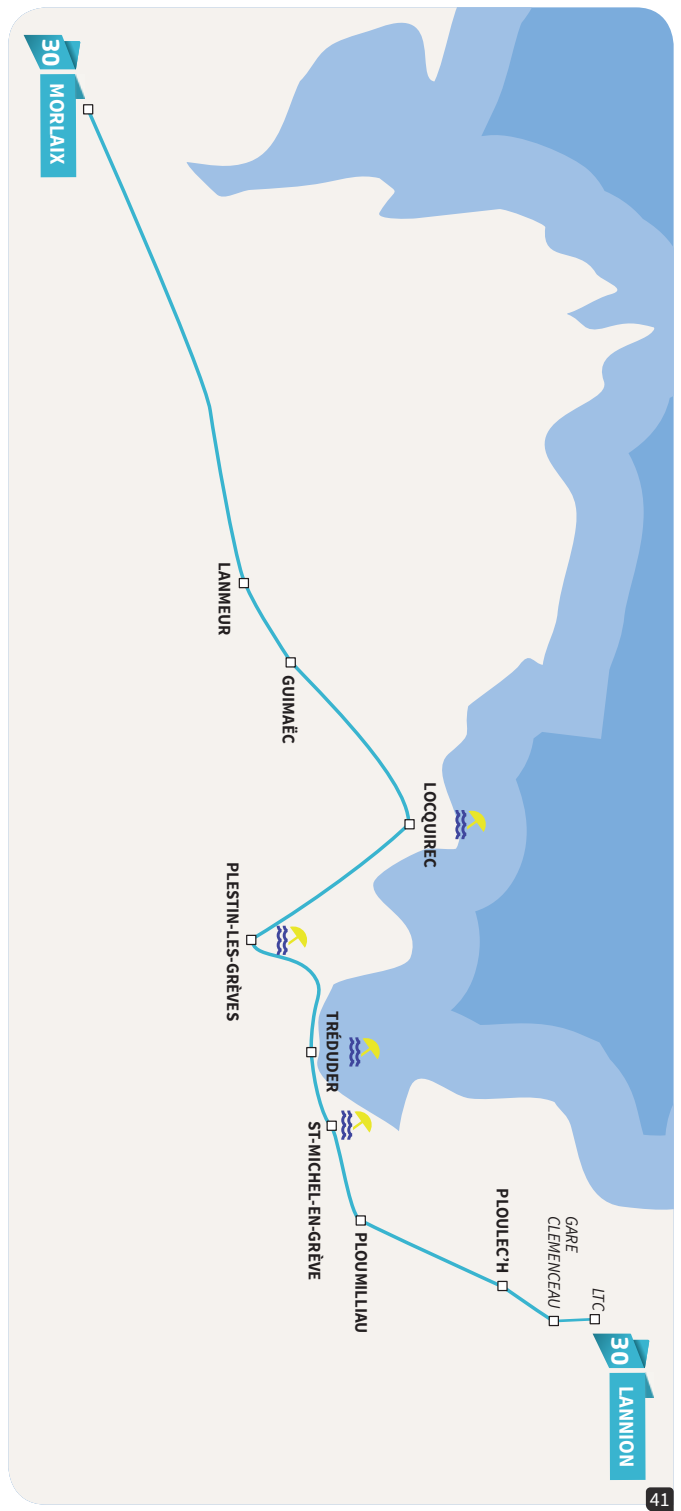 30
MORLAIX
LANMEUR
GUIMAËC
LOCQUIREC
PLESTIN-LES-GRÈVES
TRÉDUDER
ST-MICHEL-EN-GRÈVE
PLOUMILLIAU
PLOULEC'H
GARE
CLEMENCEAU
LTC
30
LANNION
41